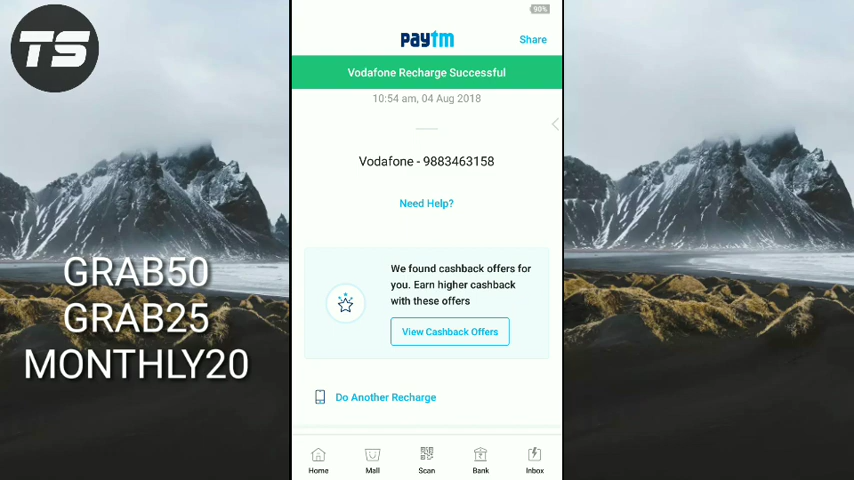 TS
90%
paytm
Share
Vodafone Recharge Successful
10:54 am, 04 Aug 2018
Vodafone - 9883463158
Need Help?
We found cashback offers for
you. Earn higher cashback
with these offers
View Cashback Offers
Do Another Recharge
Home Mall Scan Bank Inbox
GRAB50
GRAB25
MONTHLY20